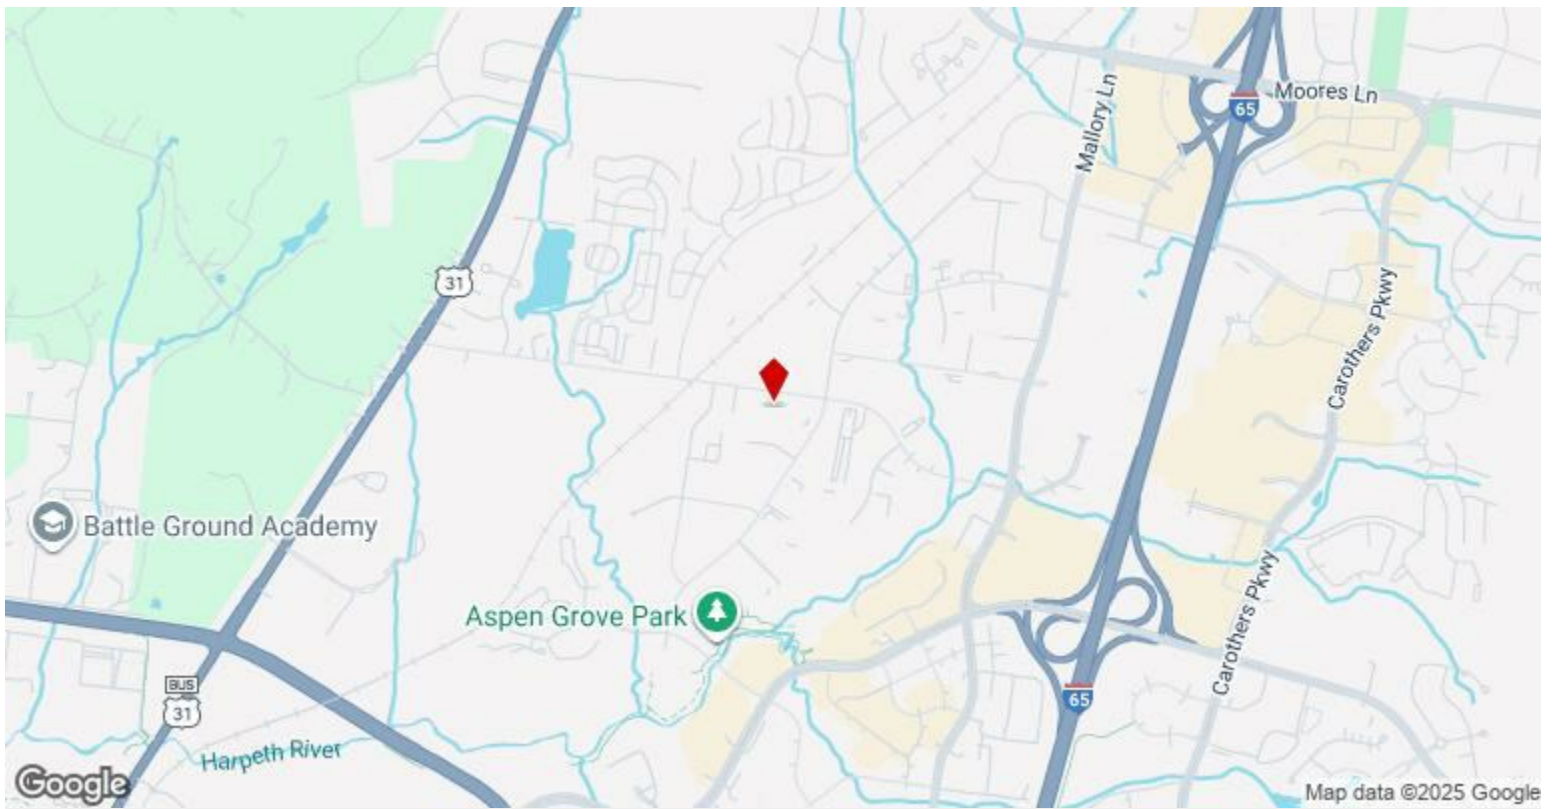 Moores Ln
65
Mallory Ln
31
Carothers Pkwy
Battle Ground Academy
Aspen Grove Park
Carothers Pkwy
BUS
31
65
Harpeth River
Google
Map data ©2025 Google